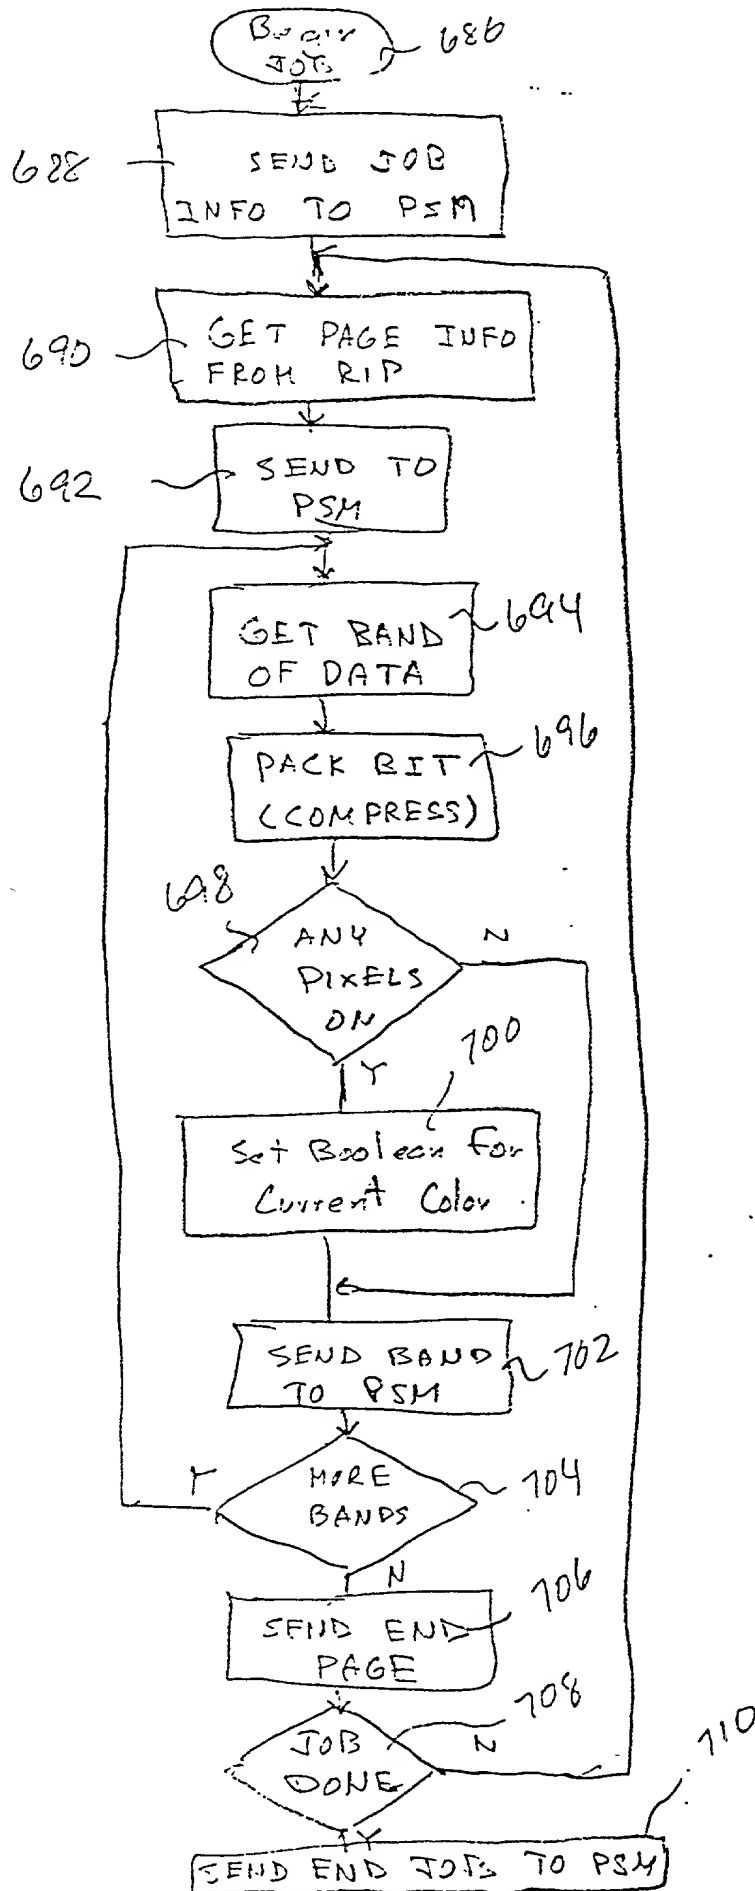 Begin
JOB
686
688
SEND JOB
INFO TO PSM
690
GET PAGE INFO
FROM RIP
692
SEND TO
PSM
694
GET BAND
OF DATA
696
PACK BIT
(COMPRESS)
698
ANY
PIXELS
ON
N
Y
700
Set Boolean For
Current Color
SEND BAND
TO PSM
702
Y
MORE
BANDS
704
N
706
SEND END
PAGE
708
JOB
DONE
N
710
Y
SEND END JOB TO PSM